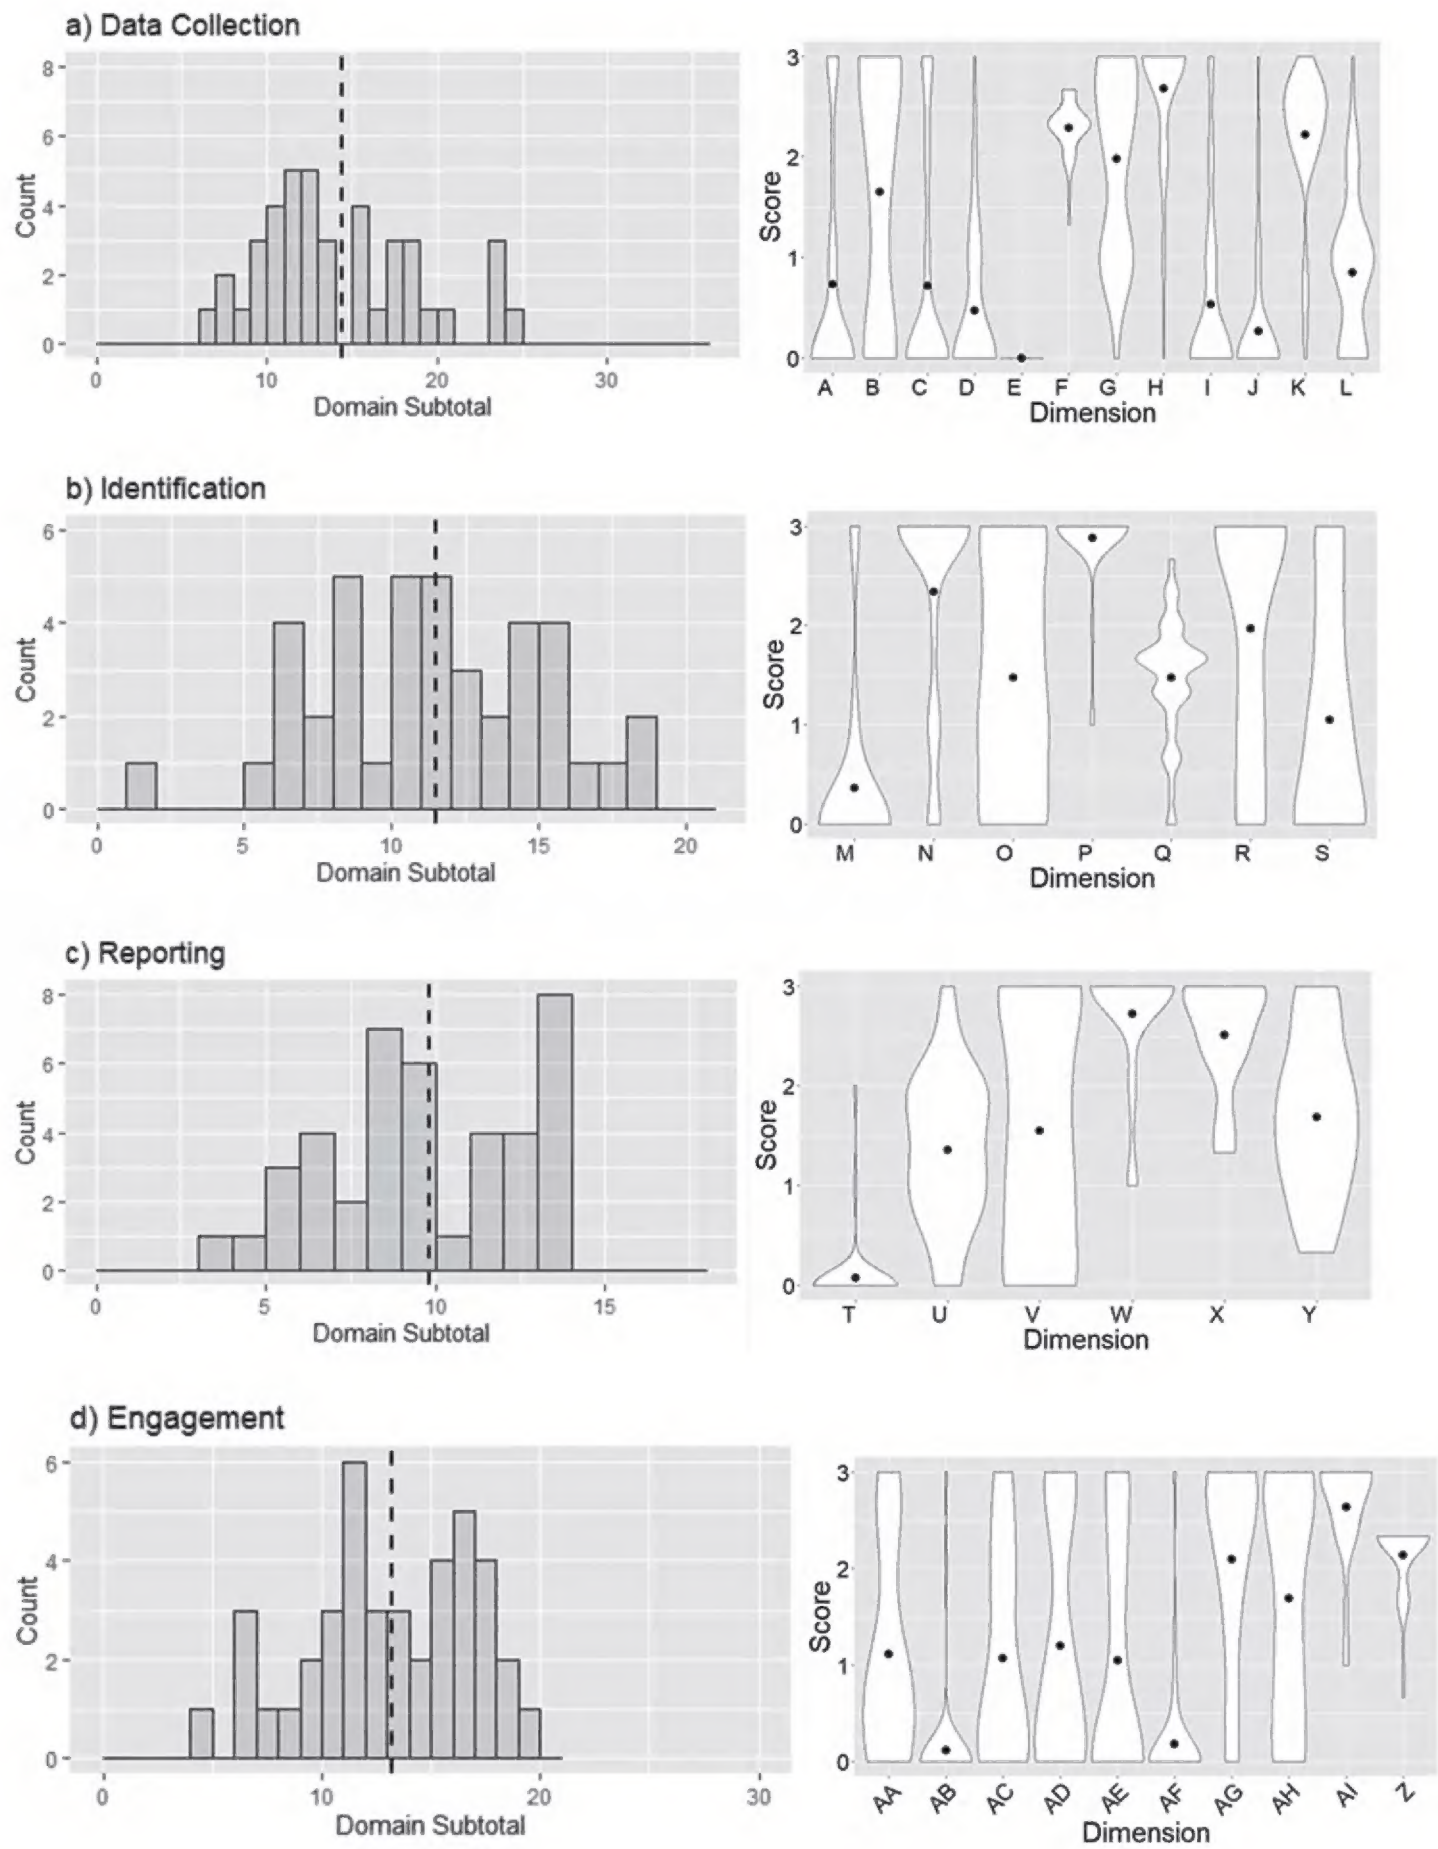 a) Data Collection
8
6
4
2
0
Count
0 10 20 30
Domain Subtotal
3
2
1
0
Score
A B C D E F G H I J K L
Dimension
b) Identification
6
4
2
0
Count
0 5 10 15 20
Domain Subtotal
3
2
1
0
Score
M N O P Q R S
Dimension
c) Reporting
8
6
4
2
0
Count
0 5 10 15
Domain Subtotal
3
2
1
0
Score
T U V W X Y
Dimension
d) Engagement
6
4
2
0
Count
0 10 20 30
Domain Subtotal
3
2
1
0
Score
AA AB AC AD AE AF AG AH AI Z
Dimension